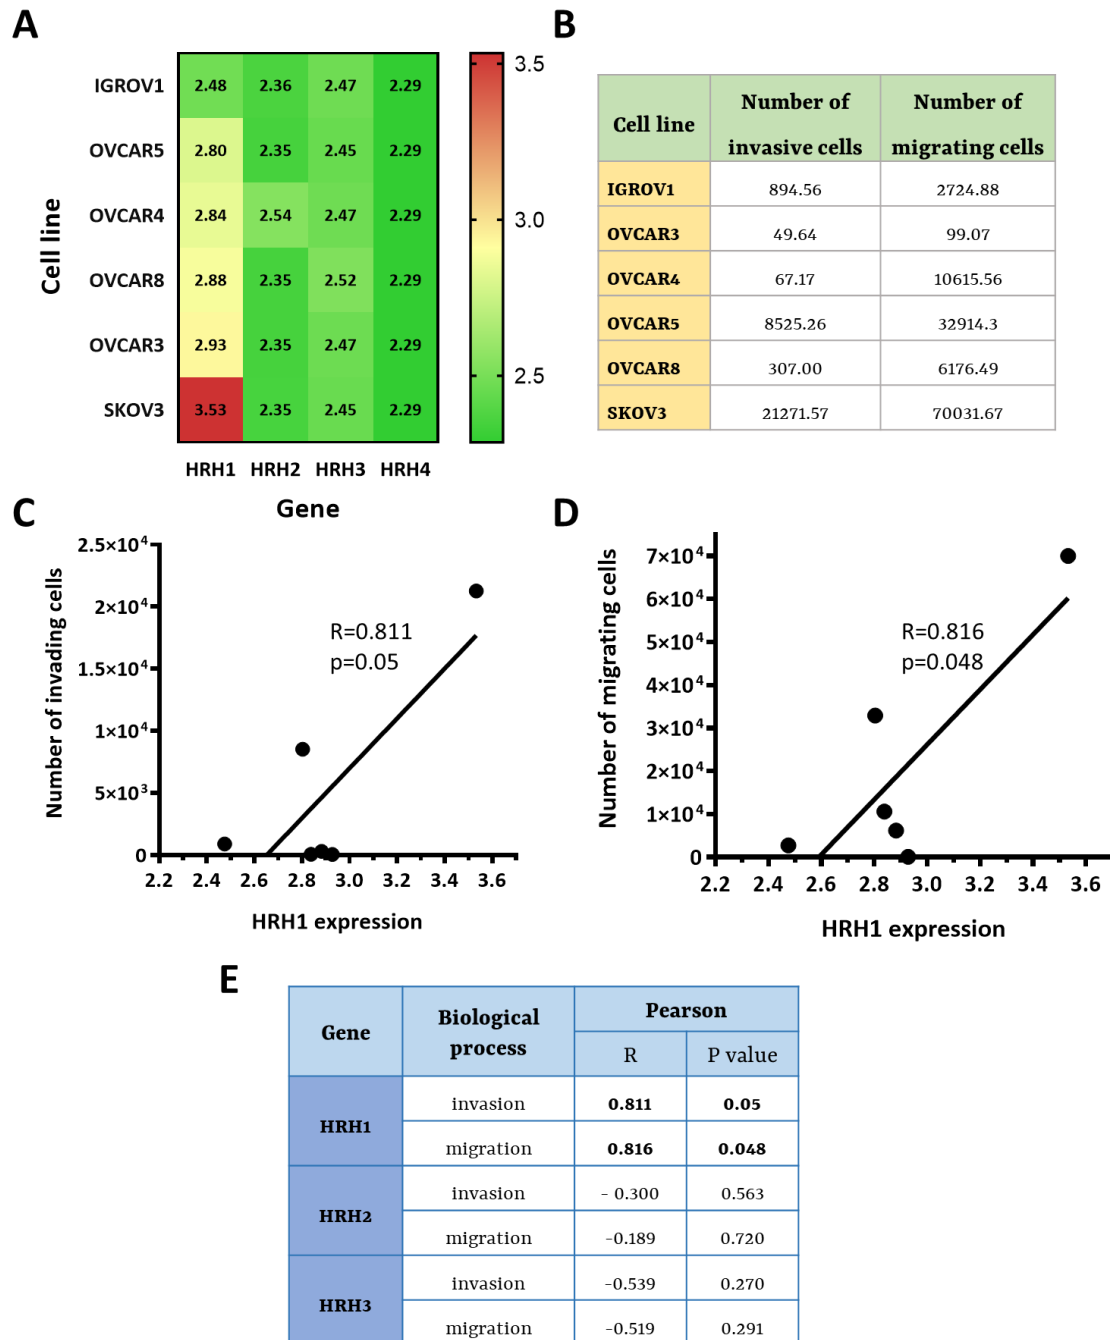 A
IGROV1 2.48 2.36 2.47 2.29
OVCAR5 2.80 2.35 2.45 2.29
OVCAR4 2.84 2.54 2.47 2.29
OVCAR8 2.88 2.35 2.52 2.29
OVCAR3 2.93 2.35 2.47 2.29
SKOV3 3.53 2.35 2.45 2.29
HRH1 HRH2 HRH3 HRH4
Gene
Cell line
3.5
3.0
2.5
B
Cell line Number of invasive cells Number of migrating cells
IGROV1 894.56 2724.88
OVCAR3 49.64 99.07
OVCAR4 67.17 10615.56
OVCAR5 8525.26 32914.3
OVCAR8 307.00 6176.49
SKOV3 21271.57 70031.67
C
Number of invading cells
2.5×10⁴
2×10⁴
1.5×10⁴
1×10⁴
5×10³
0
R=0.811
p=0.05
2.2 2.4 2.6 2.8 3.0 3.2 3.4 3.6
HRH1 expression
D
Number of migrating cells
7×10⁴
6×10⁴
5×10⁴
4×10⁴
3×10⁴
2×10⁴
1×10⁴
0
R=0.816
p=0.048
2.2 2.4 2.6 2.8 3.0 3.2 3.4 3.6
HRH1 expression
E
Gene Biological process Pearson
R P value
HRH1 invasion 0.811 0.05
migration 0.816 0.048
HRH2 invasion - 0.300 0.563
migration -0.189 0.720
HRH3 invasion -0.539 0.270
migration -0.519 0.291